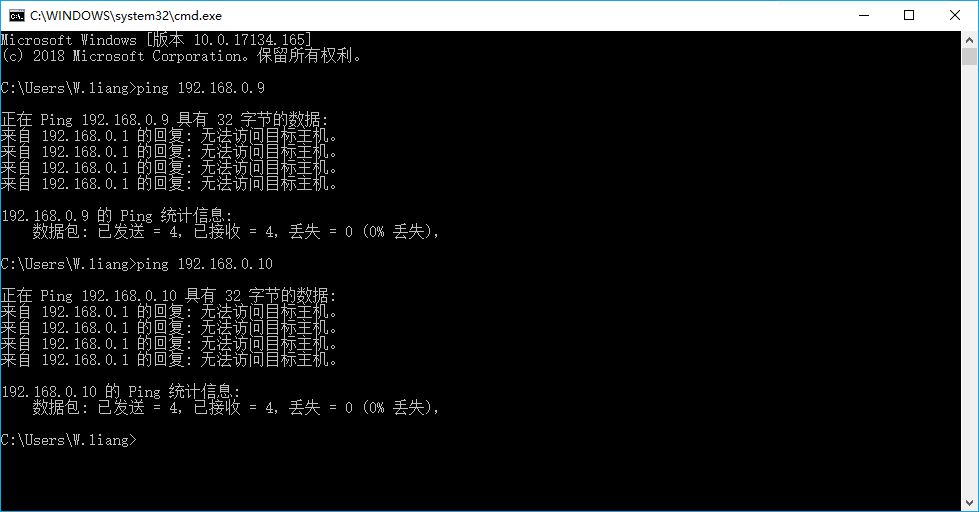 C:\WINDOWS\system32\cmd.exe
Microsoft Windows [版本 10.0.17134.165]
(c) 2018 Microsoft Corporation。保留所有权利。
C:\Users\W.liang>ping 192.168.0.9
正在 Ping 192.168.0.9 具有 32 字节的数据:
来自 192.168.0.1 的回复: 无法访问目标主机。
来自 192.168.0.1 的回复: 无法访问目标主机。
来自 192.168.0.1 的回复: 无法访问目标主机。
来自 192.168.0.1 的回复: 无法访问目标主机。
192.168.0.9 的 Ping 统计信息:
数据包: 已发送 = 4，已接收 = 4，丢失 = 0 (0% 丢失)，
C:\Users\W.liang>ping 192.168.0.10
正在 Ping 192.168.0.10 具有 32 字节的数据:
来自 192.168.0.1 的回复: 无法访问目标主机。
来自 192.168.0.1 的回复: 无法访问目标主机。
来自 192.168.0.1 的回复: 无法访问目标主机。
来自 192.168.0.1 的回复: 无法访问目标主机。
192.168.0.10 的 Ping 统计信息:
数据包: 已发送 = 4，已接收 = 4，丢失 = 0 (0% 丢失)，
C:\Users\W.liang>